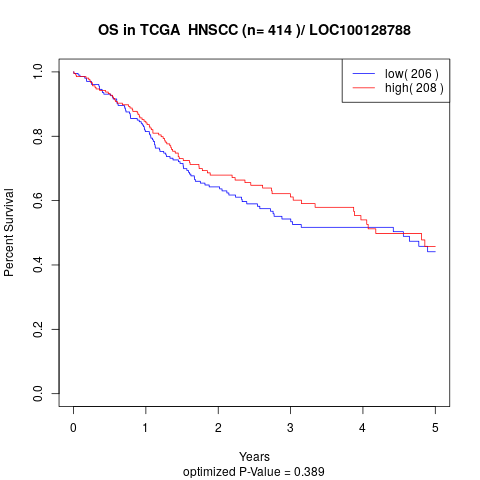 OS in TCGA  HNSCC (n= 414 )/ LOC100128788
low( 206 )
high( 208 )
Percent Survival
1.0
0.8
0.6
0.4
0.2
0.0
0 1 2 3 4 5
Years
optimized P-Value = 0.389